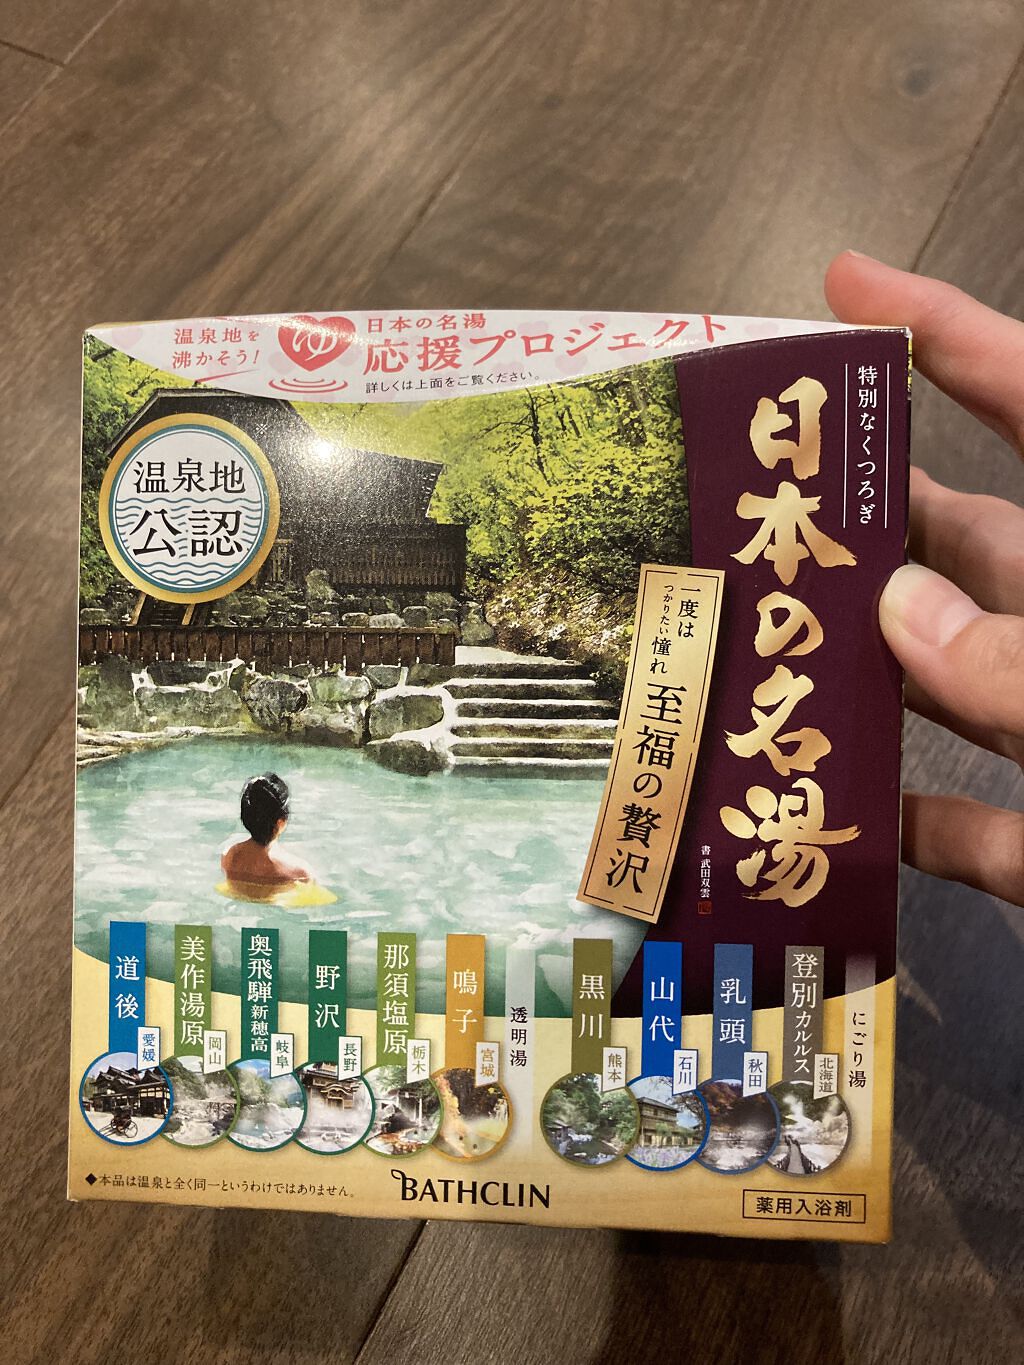 温泉地を
沸かそう!
ゆ
日本の名湯
応援プロジェクト
詳しくは上面をご覧ください。
特別なくつろぎ
日本の名湯
書 武田双雲
※
温泉地
公認
一度は
つかりたい憧れ
至福の贅沢
にごり湯
登別カルルス
北海道
乳頭
秋田
山代
石川
黒川
熊本
透明湯
鳴子
宮城
那須塩原
栃木
野沢
長野
奥飛騨新穂高
岐阜
美作湯原
岡山
道後
愛媛
◆本品は温泉と全く同一というわけではありません。
BATHCLIN
薬用入浴剤